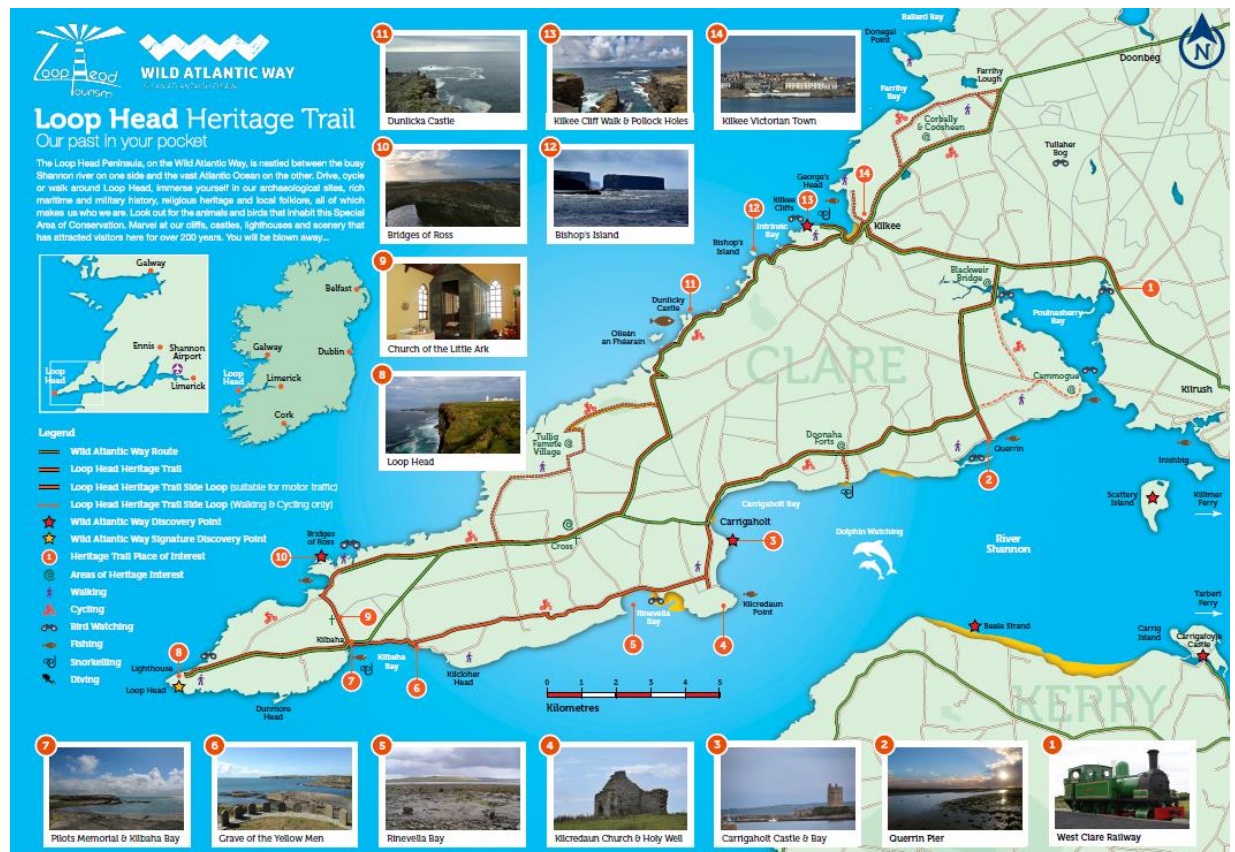 Loop Head
Tourism
WILD ATLANTIC WAY
Loop Head Heritage Trail
Our past in your pocket
The Loop Head Peninsula, on the Wild Atlantic Way, is nestled between the busy
Shannon river on one side and the vast Atlantic Ocean on the other. Drive, cycle
or walk around Loop Head, immerse yourself in our archaeological sites, rich
maritime and military history, religious heritage and local folklore, all of which
makes us who we are. Look out for the animals and birds that inhabit this Special
Area of Conservation. Marvel at our cliffs, castles, lighthouses and scenery that
has attracted visitors here for over 200 years. You will be blown away...
Galway
Ennis
Shannon
Airport
Limerick
Loop
Head
Belfast
Galway
Dublin
Loop
Head
Limerick
Cork
Legend
Wild Atlantic Way Route
Loop Head Heritage Trail
Loop Head Heritage Trail Side Loop (suitable for motor traffic)
Loop Head Heritage Trail Side Loop (Walking & Cycling only)
Wild Atlantic Way Discovery Point
Wild Atlantic Way Signature Discovery Point
1 Heritage Trail Place of Interest
Areas of Heritage Interest
Walking
Cycling
Bird Watching
Fishing
Snorkelling
Diving
11
Dunlicka Castle
13
Kilkee Cliff Walk & Pollock Holes
14
Kilkee Victorian Town
10
Bridges of Ross
12
Bishop's Island
9
Church of the Little Ark
8
Loop Head
N
Ballard Bay
Donegal
Point
Doonbeg
Farrihy
Lough
Farrihy
Bay
Corbally
& Coosheen
Tullaher
Bog
George's
Head
14
Kilkee
Cliffs
13
12
Intrinsic
Bay
Kilkee
Bishop's
Island
Blackweir
Bridge
1
11
Dunlicky
Castle
Poulnasherry
Bay
Oileán
an Fhéarain
CLARE
Cammogue
Kilrush
Tullig
Famine
Village
Doonaha
Forts
Querrin
2
Inishbig
Scattery
Island
Killimer
Ferry
Carrigaholt Bay
Carrigaholt
3
Cross
Dolphin Watching
River
Shannon
Bridges
of Ross
10
9
Kilbaha
Rinevella
Bay
Kilcredaun
Point
Tarbert
Ferry
Beale Strand
Carrig
Island
Carrigafoyle
Castle
5
4
8
Lighthouse
Loop Head
Kilbaha
Bay
7
6
Kilcloher
Head
Dunmore
Head
0 1 2 3 4 5
Kilometres
KERRY
7
Pilots Memorial & Kilbaha Bay
6
Grave of the Yellow Men
5
Rinevella Bay
4
Kilcredaun Church & Holy Well
3
Carrigaholt Castle & Bay
2
Querrin Pier
1
West Clare Railway